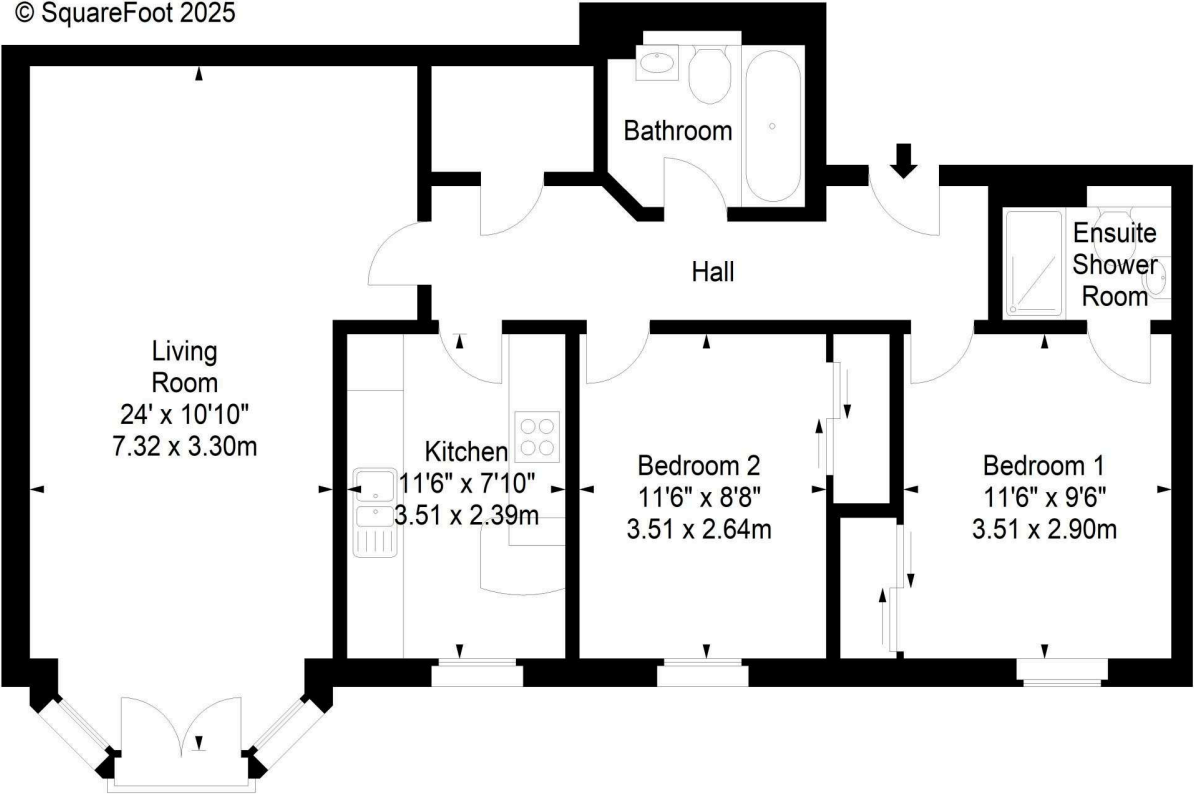 © SquareFoot 2025
Bathroom
Ensuite
Shower
Room
Hall
Living
Room
24' x 10'10"
7.32 x 3.30m
Kitchen
11'6" x 7'10"
3.51 x 2.39m
Bedroom 2
11'6" x 8'8"
3.51 x 2.64m
Bedroom 1
11'6" x 9'6"
3.51 x 2.90m